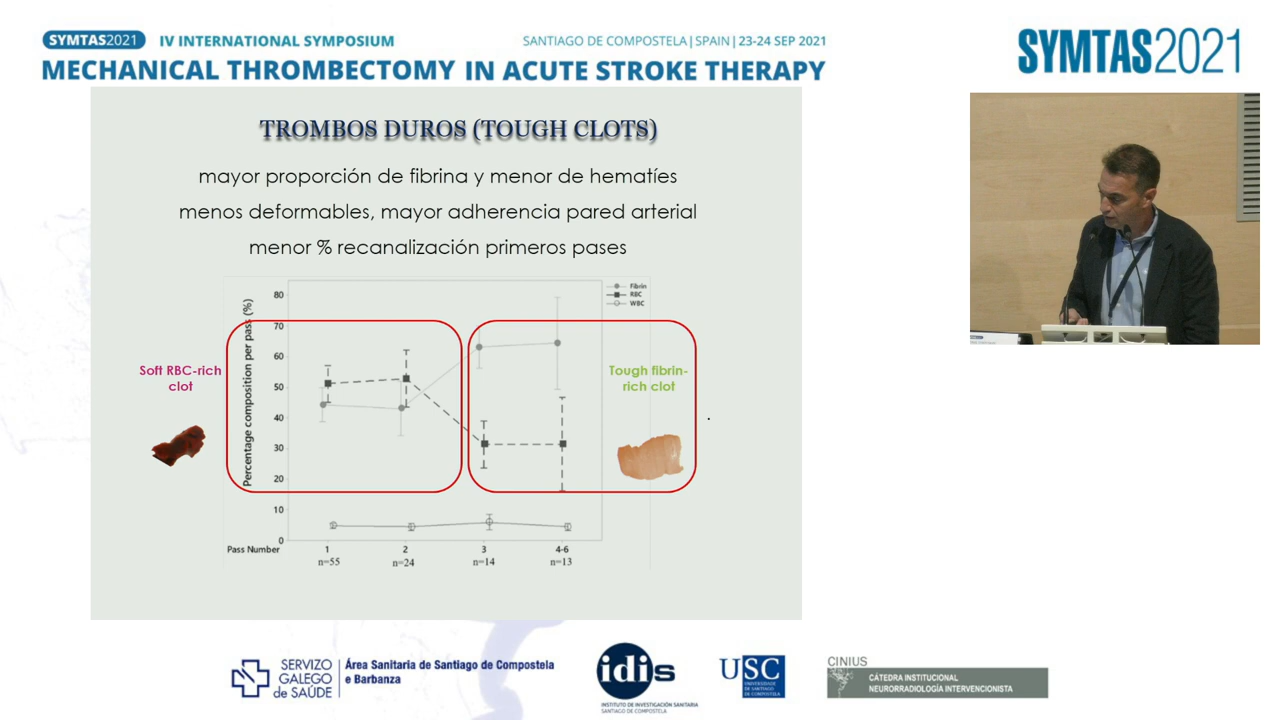 SYMTAS2021 IV INTERNATIONAL SYMPOSIUM
SANTIAGO DE COMPOSTELA | SPAIN | 23-24 SEP 2021
MECHANICAL THROMBECTOMY IN ACUTE STROKE THERAPY
SYMTAS2021
TROMBOS DUROS (TOUGH CLOTS)
mayor proporción de fibrina y menor de hematíes
menos deformables, mayor adherencia pared arterial
menor % recanalización primeros pases
Percentage composition per pass (%)
80
70
60
50
40
30
20
10
0
Fibrin
RBC
WBC
Soft RBC-rich
clot
Tough fibrin-
rich clot
Pass Number 1 2 3 4-6
n=55 n=24 n=14 n=13
SERVIZO
GALEGO
de SAÚDE
Área Sanitaria de Santiago de Compostela
e Barbanza
idis
INSTITUTO DE INVESTIGACIÓN SANITARIA
SANTIAGO DE COMPOSTELA
USC
UNIVERSIDADE
DE SANTIAGO
DE COMPOSTELA
CINIUS
CÁTEDRA INSTITUCIONAL
NEURORRADIOLOGÍA INTERVENCIONISTA